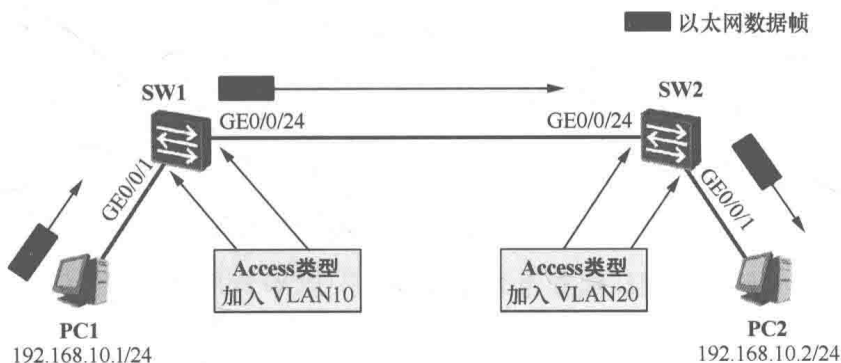 以太网数据帧
SW1
SW2
GE0/0/24
GE0/0/24
GE0/0/1
GE0/0/1
Access类型
加入 VLAN10
Access类型
加入 VLAN20
PC1
192.168.10.1/24
PC2
192.168.10.2/24